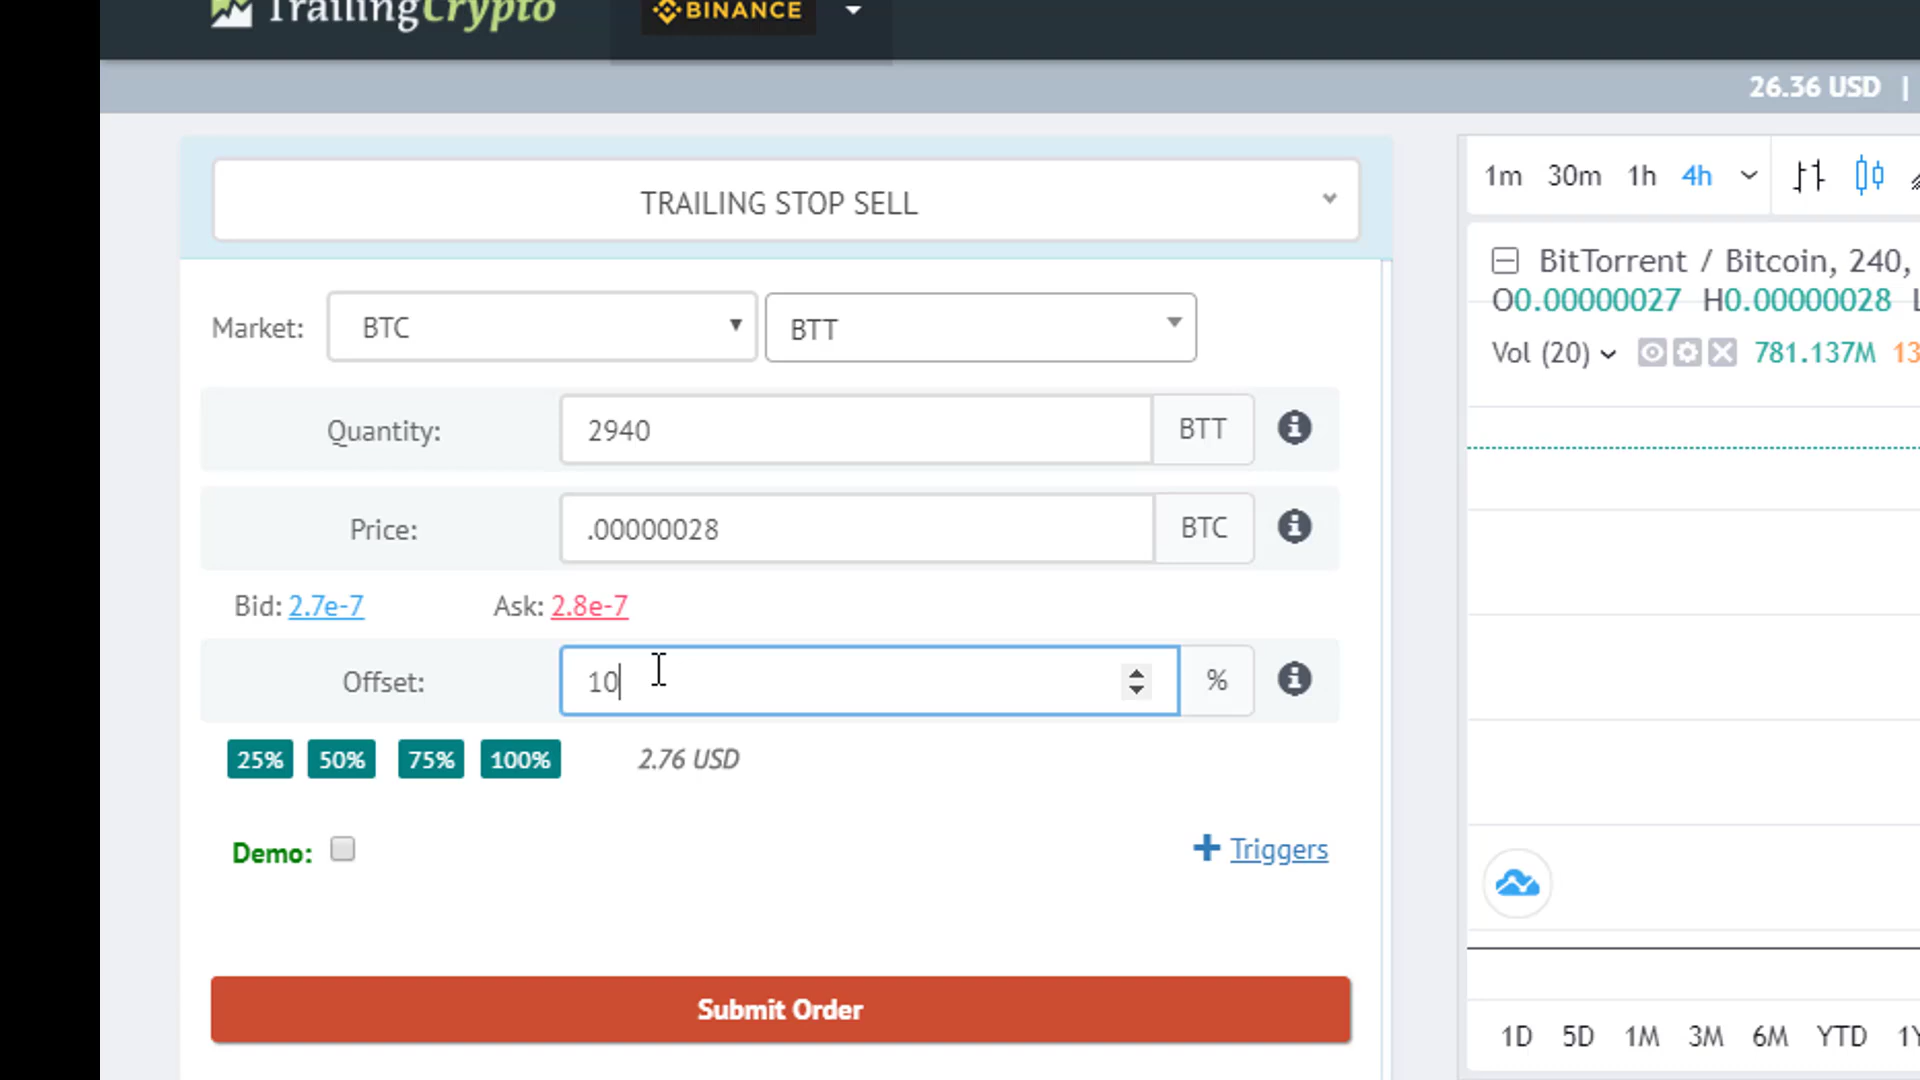 TrailingCrypto
BINANCE
26.36 USD |
TRAILING STOP SELL
Market: BTC BTT
Quantity: 2940 BTT
Price: .00000028 BTC
Bid: 2.7e-7 Ask: 2.8e-7
Offset: 10 %
25% 50% 75% 100% 2.76 USD
Demo:
+ Triggers
Submit Order
1m 30m 1h 4h
BitTorrent / Bitcoin, 240,
O0.00000027 H0.00000028 L
Vol (20) 781.137M 13
1D 5D 1M 3M 6M YTD 1Y